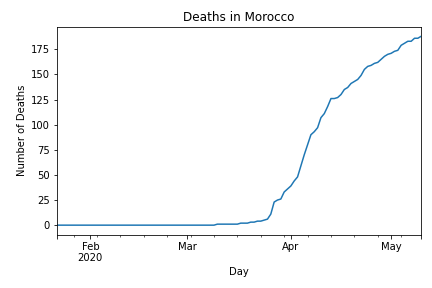 Deaths in Morocco
Number of Deaths
175
150
125
100
75
50
25
0
Feb
2020
Mar
Apr
May
Day